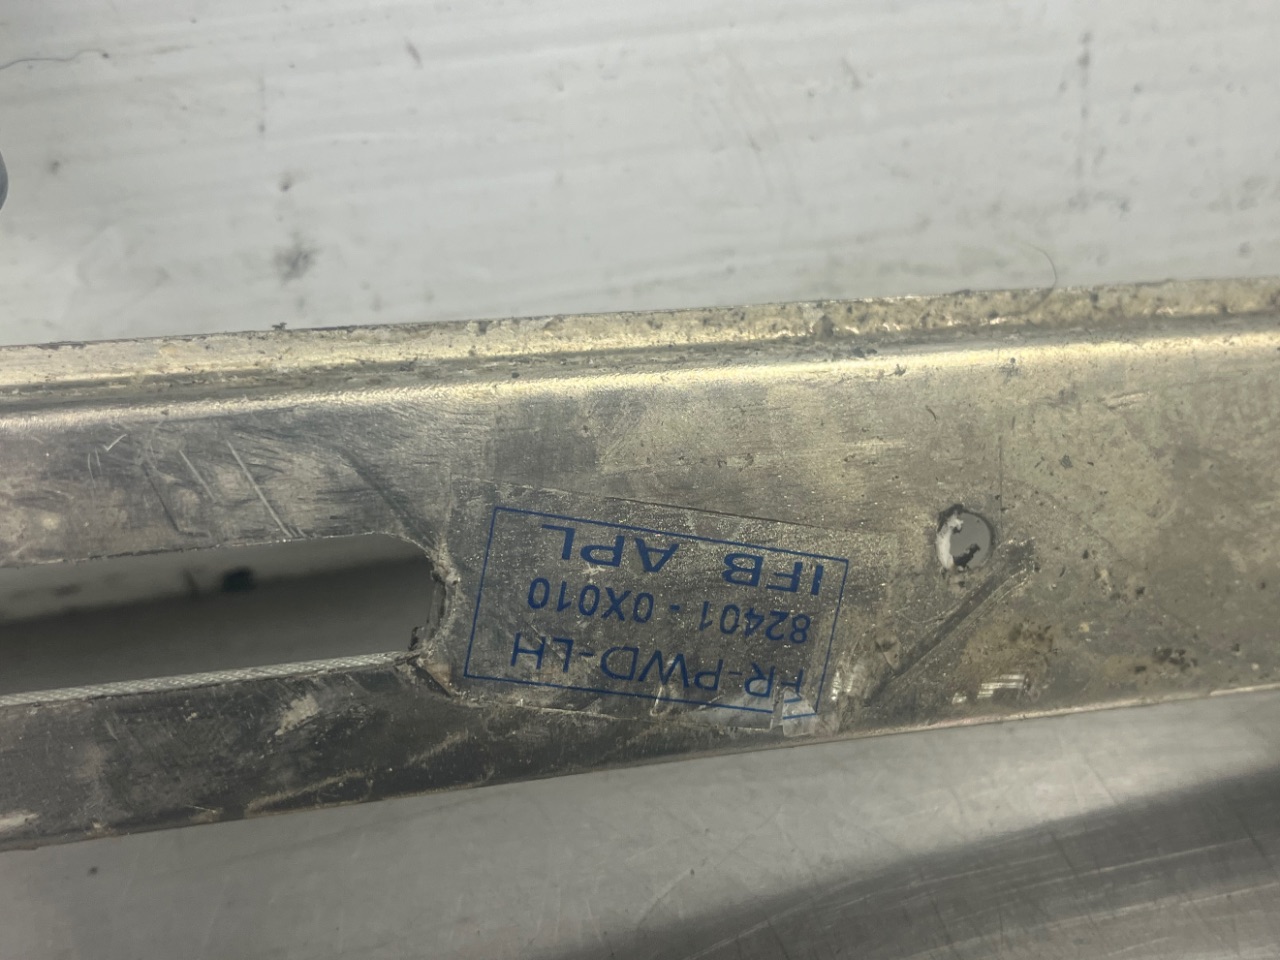 FR-PWD-LH
82401 - 0X010
IFB APL